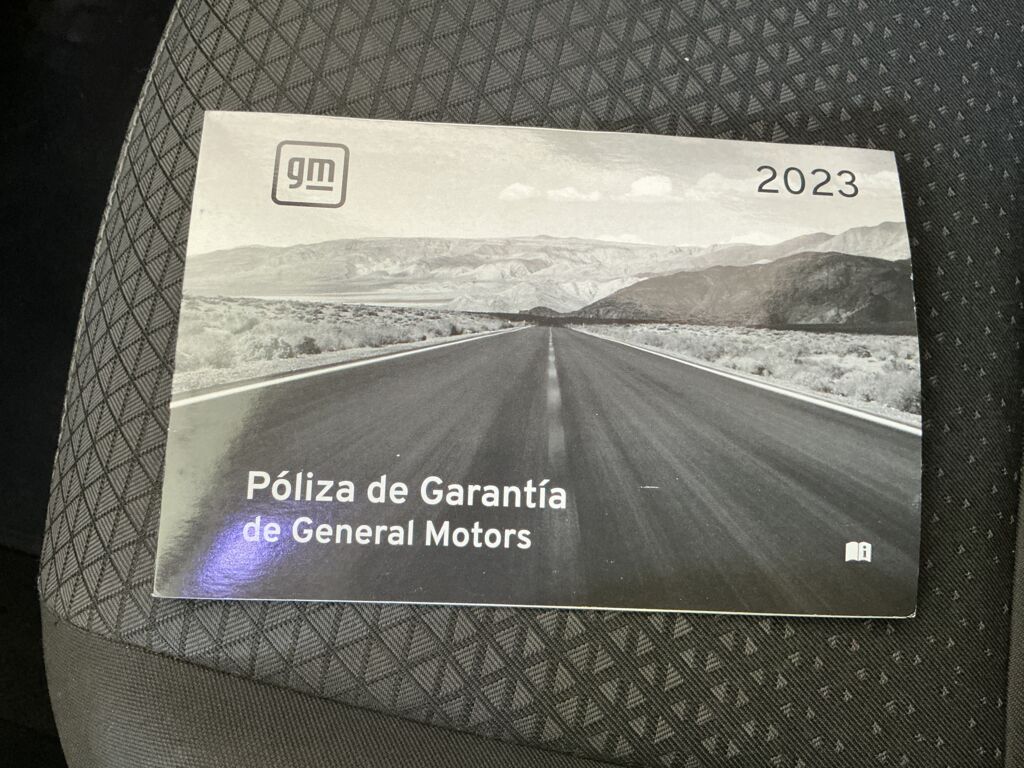 gm
2023
Póliza de Garantía
de General Motors